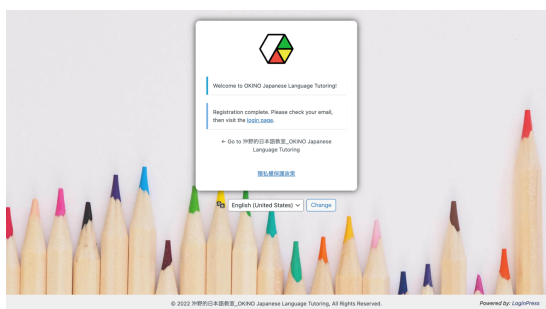 Welcome to OKINO Japanese Language Tutoring!
Registration complete. Please check your email,
then visit the login page.
← Go to 沖野的日本語教室_OKINO Japanese
Language Tutoring
隱私權保護政策
English (United States)
Change
© 2022 沖野的日本語教室_OKINO Japanese Language Tutoring, All Rights Reserved.
Powered by: LoginPress